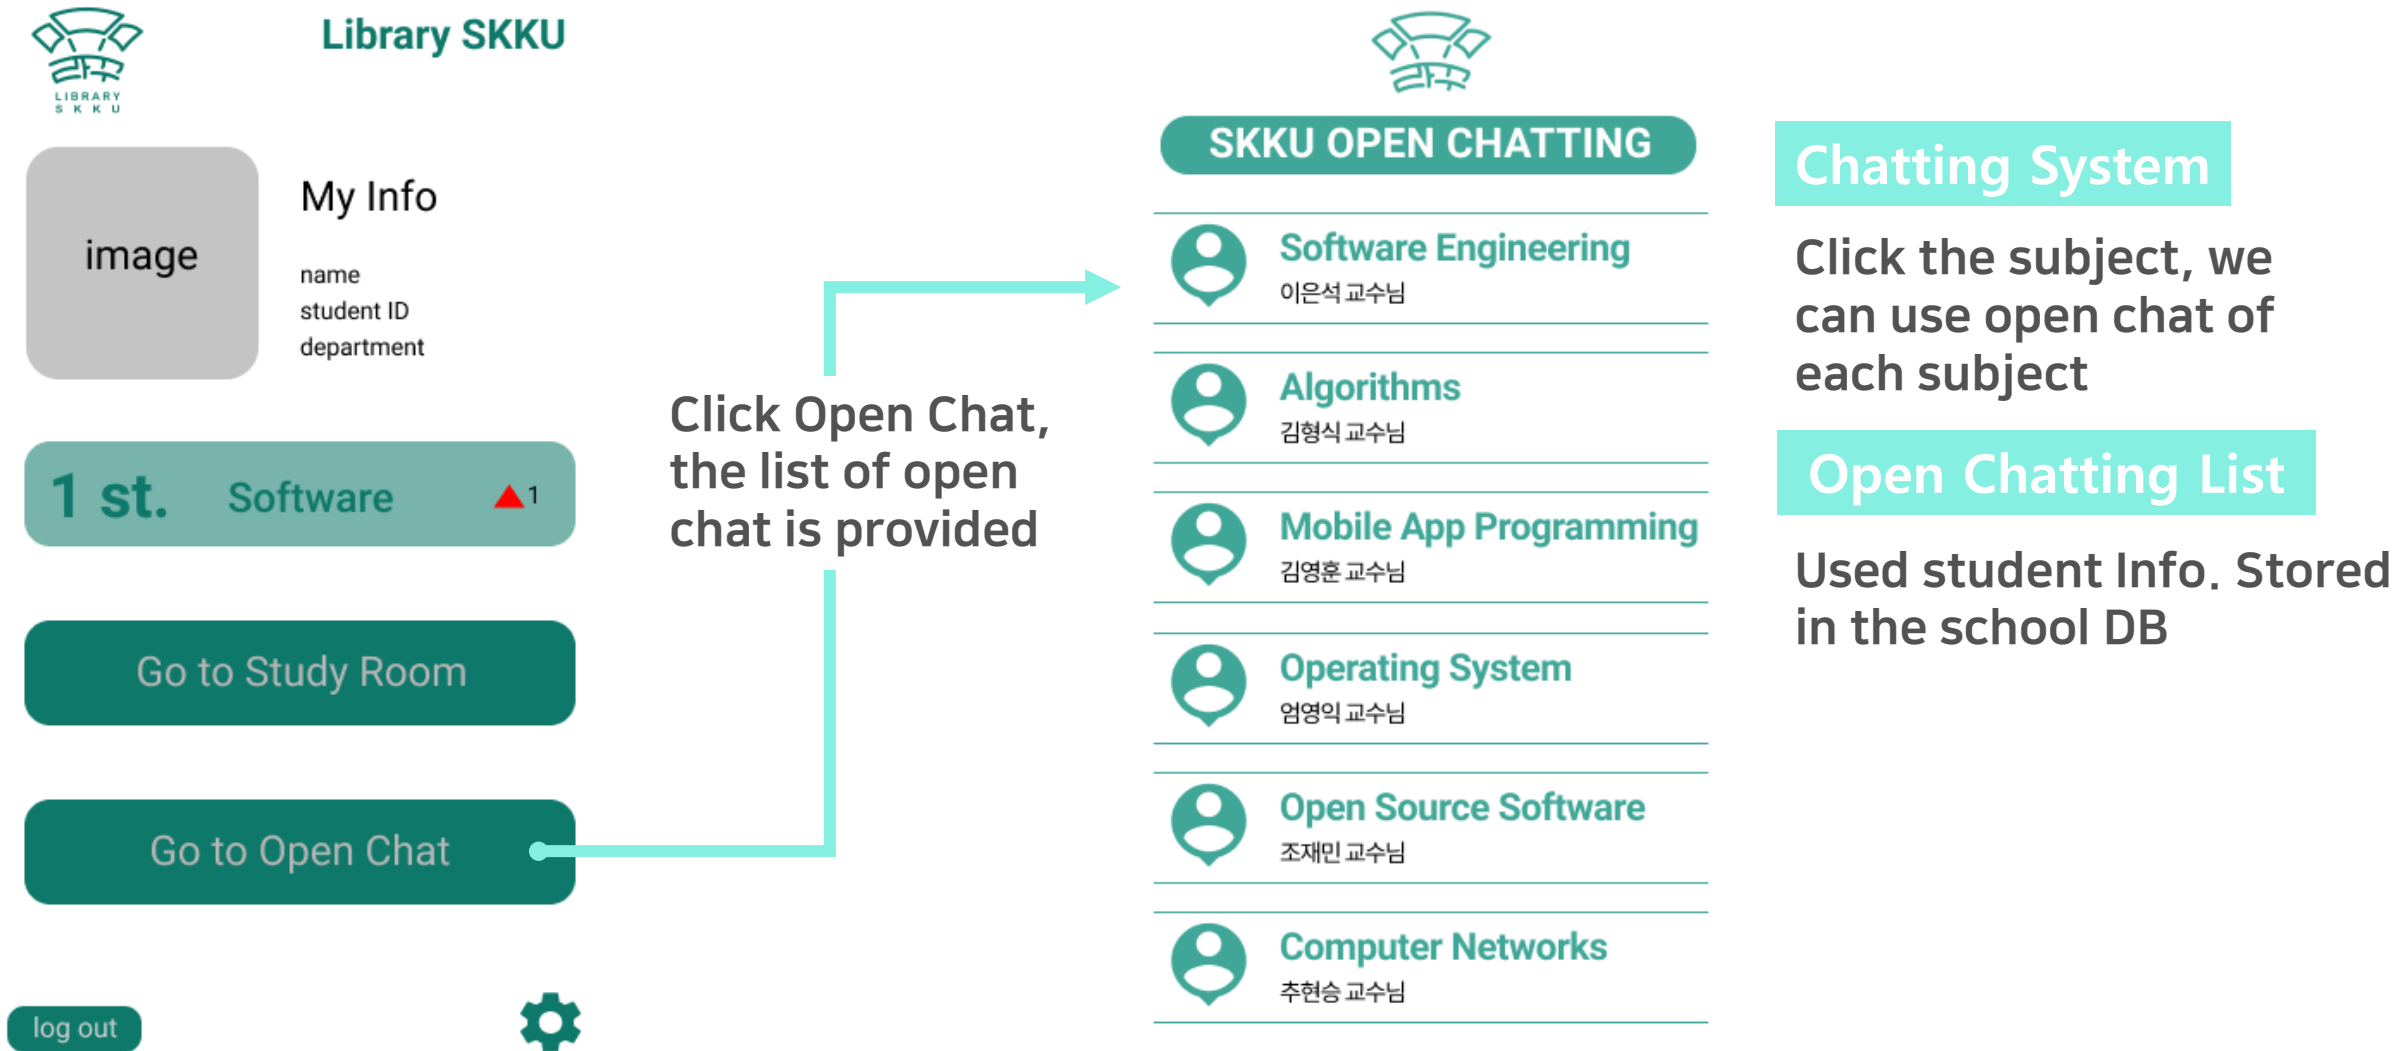 라쿠
LIBRARY
SKKU
Library SKKU
image
My Info
name
student ID
department
1 st.
Software
1
Go to Study Room
Go to Open Chat
log out
Click Open Chat,
the list of open
chat is provided
라쿠
SKKU OPEN CHATTING
Software Engineering
이은석 교수님
Algorithms
김형식 교수님
Mobile App Programming
김영훈 교수님
Operating System
엄영익 교수님
Open Source Software
조재민 교수님
Computer Networks
추현승 교수님
Chatting System
Click the subject, we
can use open chat of
each subject
Open Chatting List
Used student Info. Stored
in the school DB